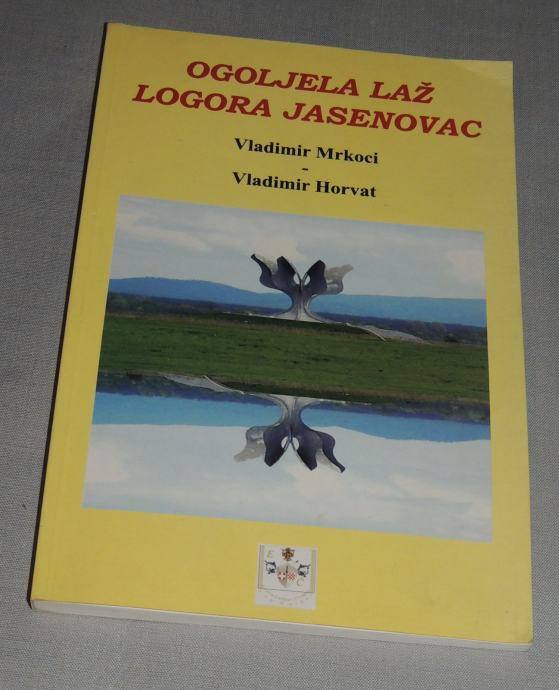 OGOLJELA LAŽ
LOGORA JASENOVAC
Vladimir Mrkoci
-
Vladimir Horvat
E
C